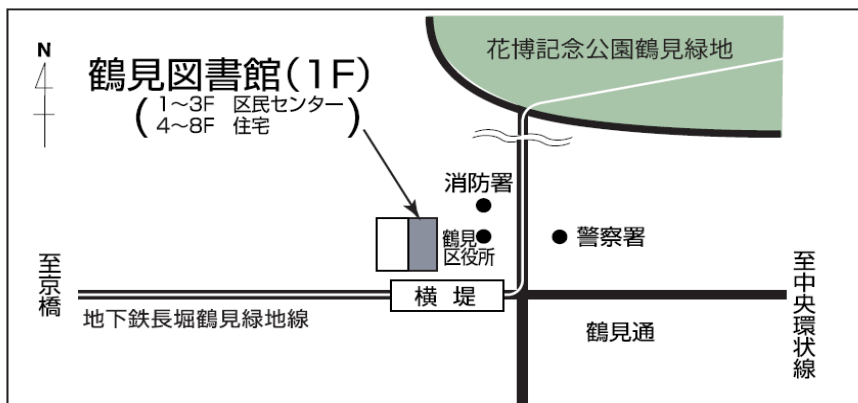 N
花博記念公園鶴見緑地
鶴見図書館(1F)
(1〜3F 区民センター
4〜8F 住宅)
消防署
鶴見
区役所
警察署
至京橋
横堤
至中央環状線
地下鉄長堀鶴見緑地線
鶴見通